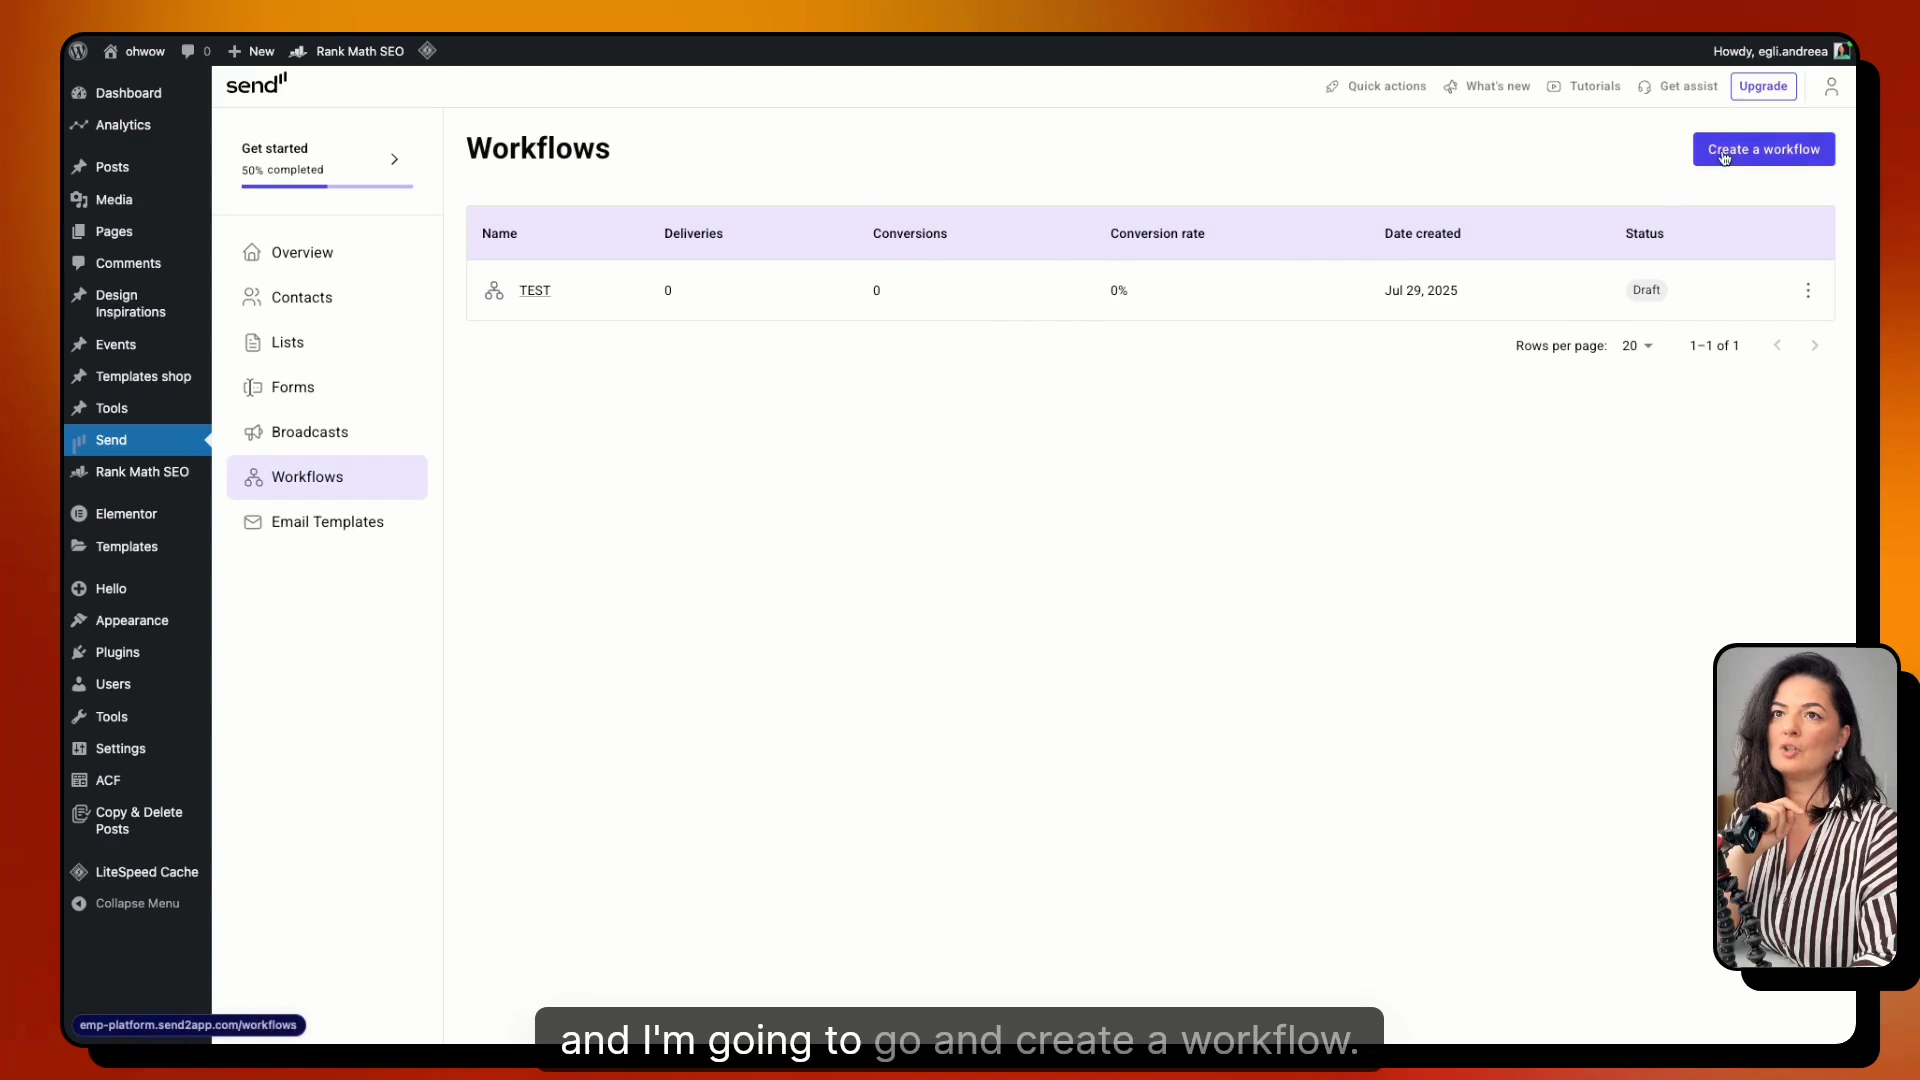 ohwow
0
New
Rank Math SEO
Howdy, egli.andreea
Dashboard
Analytics
Posts
Media
Pages
Comments
Design
Inspirations
Events
Templates shop
Tools
Send
Rank Math SEO
Elementor
Templates
Hello
Appearance
Plugins
Users
Tools
Settings
ACF
Copy & Delete
Posts
LiteSpeed Cache
Collapse Menu
emp-platform.send2app.com/workflows
send
Quick actions
What's new
Tutorials
Get assist
Upgrade
Get started
50% completed
Overview
Contacts
Lists
Forms
Broadcasts
Workflows
Email Templates
Workflows
Create a workflow
Name Deliveries Conversions Conversion rate Date created Status
TEST 0 0 0% Jul 29, 2025 Draft
Rows per page: 20 1–1 of 1
and I'm going to go and create a workflow.